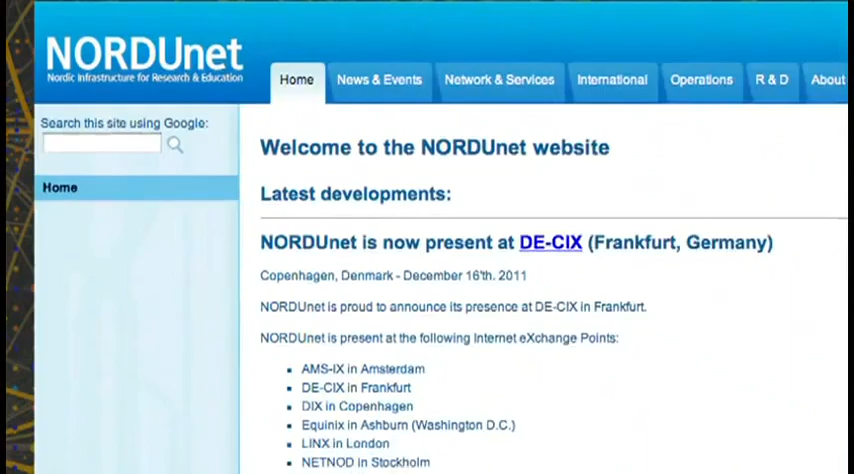 NORDUnet
Nordic Infrastructure for Research & Education
Home
News & Events
Network & Services
International
Operations
R & D
About
Search this site using Google:
Home
Welcome to the NORDUnet website
Latest developments:
NORDUnet is now present at DE-CIX (Frankfurt, Germany)
Copenhagen, Denmark - December 16'th. 2011
NORDUnet is proud to announce its presence at DE-CIX in Frankfurt.
NORDUnet is present at the following Internet eXchange Points:
AMS-IX in Amsterdam
DE-CIX in Frankfurt
DIX in Copenhagen
Equinix in Ashburn (Washington D.C.)
LINX in London
NETNOD in Stockholm